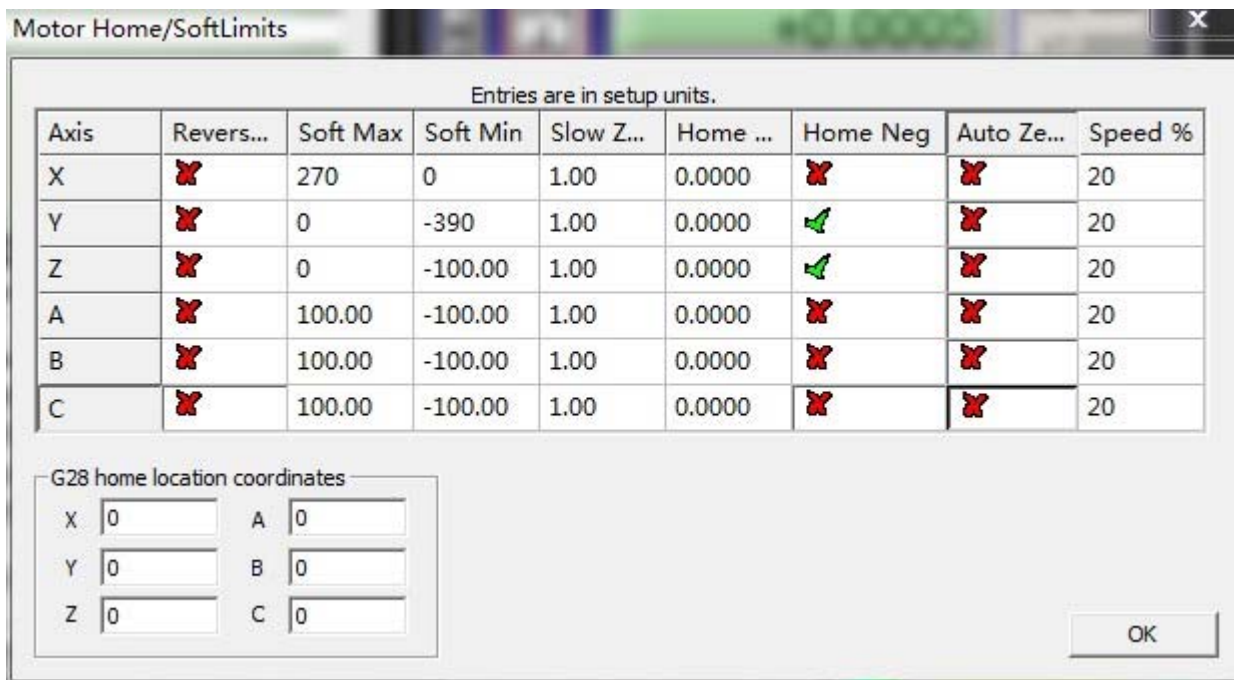 Motor Home/SoftLimits
+0.0005
Entries are in setup units.
Axis Revers... Soft Max Soft Min Slow Z... Home ... Home Neg Auto Ze... Speed %
X 270 0 1.00 0.0000 20
Y 0 -390 1.00 0.0000 20
Z 0 -100.00 1.00 0.0000 20
A 100.00 -100.00 1.00 0.0000 20
B 100.00 -100.00 1.00 0.0000 20
C 100.00 -100.00 1.00 0.0000 20
G28 home location coordinates
X 0 A 0
Y 0 B 0
Z 0 C 0
OK